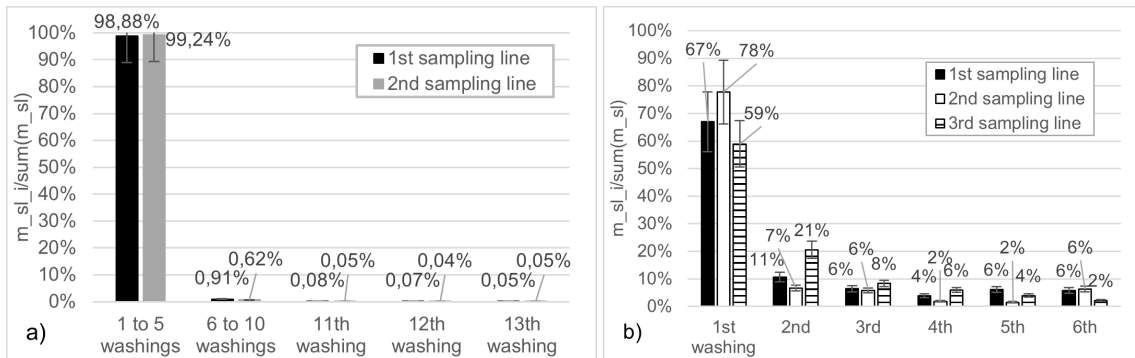 m_sl_i/sum(m_sl)
100%
90%
80%
70%
60%
50%
40%
30%
20%
10%
0%
98,88%
99,24%
1st sampling line
2nd sampling line
0,91%
0,62%
0,08%
0,05%
0,07%
0,04%
0,05%
0,05%
1 to 5 washings
6 to 10 washings
11th washing
12th washing
13th washing
a)
m_sl_i/sum(m_sl)
100%
90%
80%
70%
60%
50%
40%
30%
20%
10%
0%
67%
78%
59%
1st sampling line
2nd sampling line
3rd sampling line
11%
7%
21%
6%
6%
8%
4%
2%
6%
6%
2%
4%
6%
6%
2%
1st washing
2nd
3rd
4th
5th
6th
b)